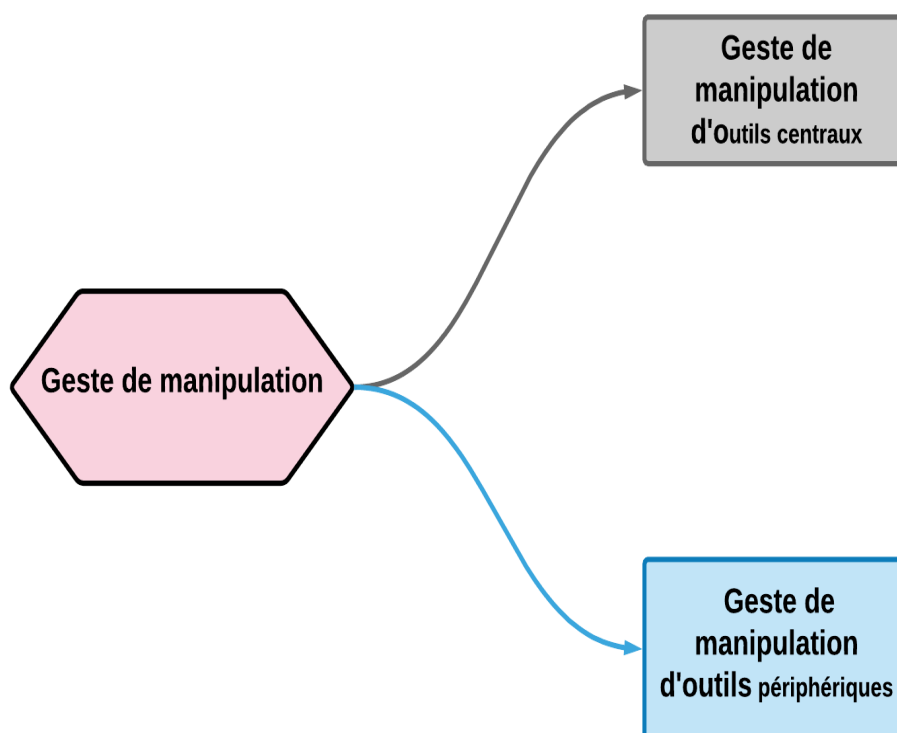 Geste de
manipulation
d'outils centraux
Geste de manipulation
Geste de
manipulation
d'outils périphériques